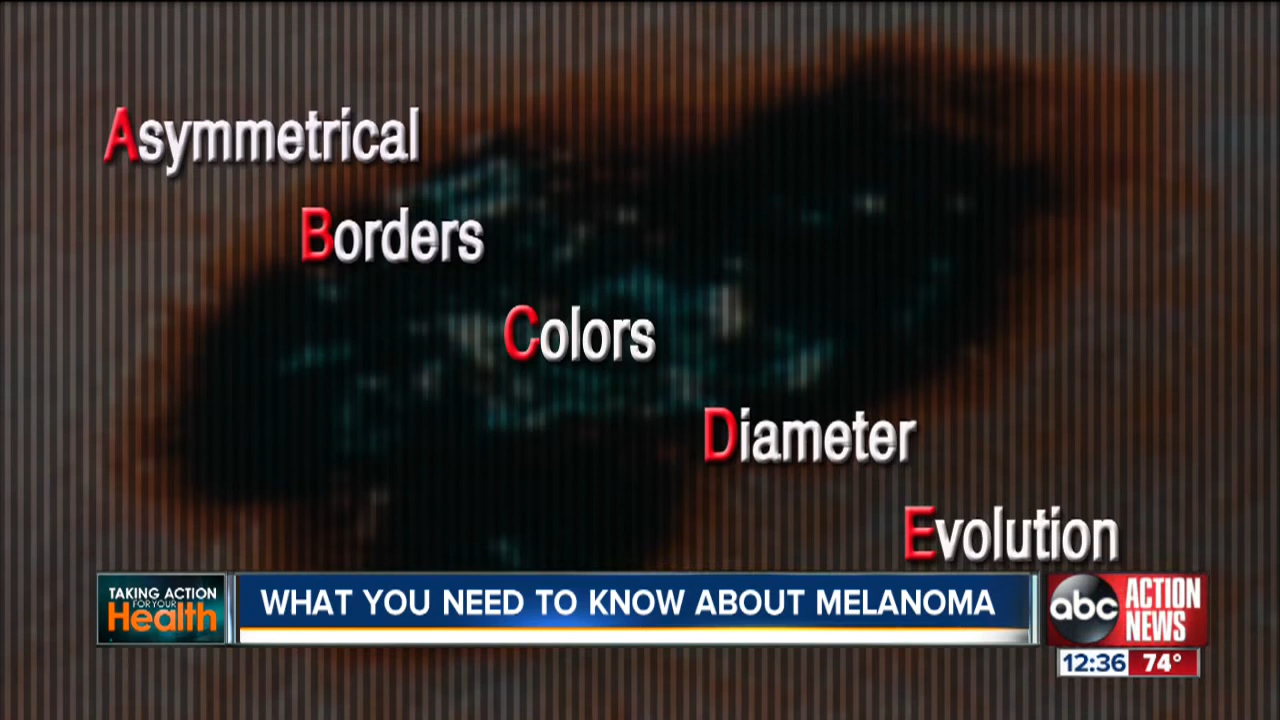 Asymmetrical
Borders
Colors
Diameter
Evolution
TAKING ACTION
FOR YOUR
Health
WHAT YOU NEED TO KNOW ABOUT MELANOMA
abc
ACTION
NEWS
12:36 74°